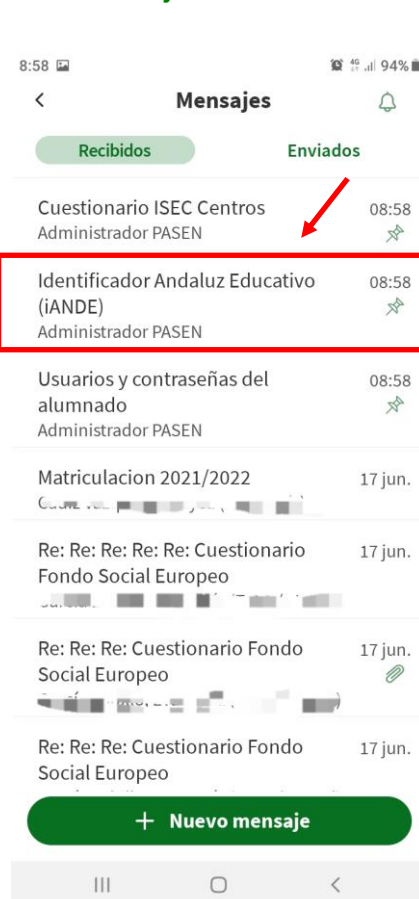 8:58 4G 94%
Mensajes
Recibidos Enviados
Cuestionario ISEC Centros 08:58
Administrador PASEN
Identificador Andaluz Educativo 08:58
(iANDE)
Administrador PASEN
Usuarios y contraseñas del 08:58
alumnado
Administrador PASEN
Matriculacion 2021/2022 17 jun.
Re: Re: Re: Re: Re: Cuestionario 17 jun.
Fondo Social Europeo
Re: Re: Re: Cuestionario Fondo 17 jun.
Social Europeo
Re: Re: Re: Cuestionario Fondo 17 jun.
Social Europeo
+ Nuevo mensaje